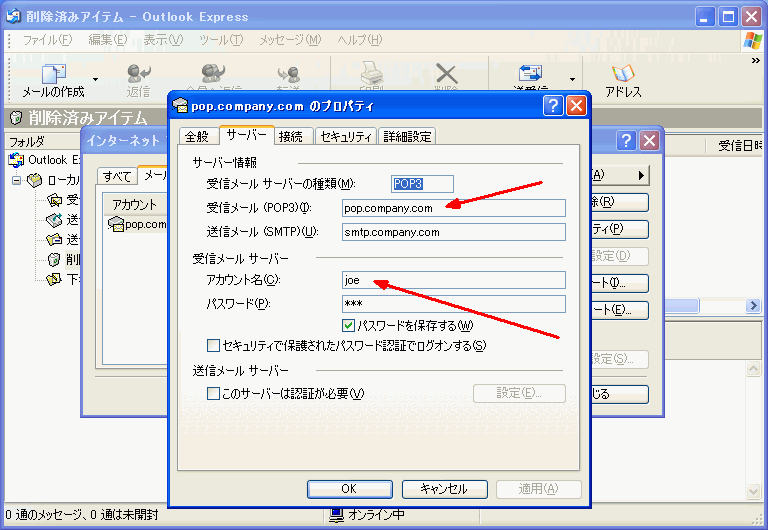 削除済みアイテム - Outlook Express
ファイル(F) 編集(E) 表示(V) ツール(T) メッセージ(M) ヘルプ(H)
メールの作成 返信 印刷 アドレス
削除済みアイテム
フォルダ
受信日時
Outlook E
ローカ
受
送
送
削
下
インターネット
すべて メー
アカウント
pop.com
pop.company.com のプロパティ
全般 サーバー 接続 セキュリティ 詳細設定
サーバー情報
受信メール サーバーの種類(M): POP3
受信メール (POP3)(I): pop.company.com
送信メール (SMTP)(U): smtp.company.com
受信メール サーバー
アカウント名(C): joe
パスワード(P): ***
パスワードを保存する(W)
セキュリティで保護されたパスワード認証でログオンする(S)
送信メール サーバー
このサーバーは認証が必要(V) 設定(E)...
OK キャンセル 適用(A)
(A)
除(R)
ティ(P)
設定(D)
ート(I)...
ート(E)...
設定(S)...
じる
0 通のメッセージ、0 通は未開封 オンライン中